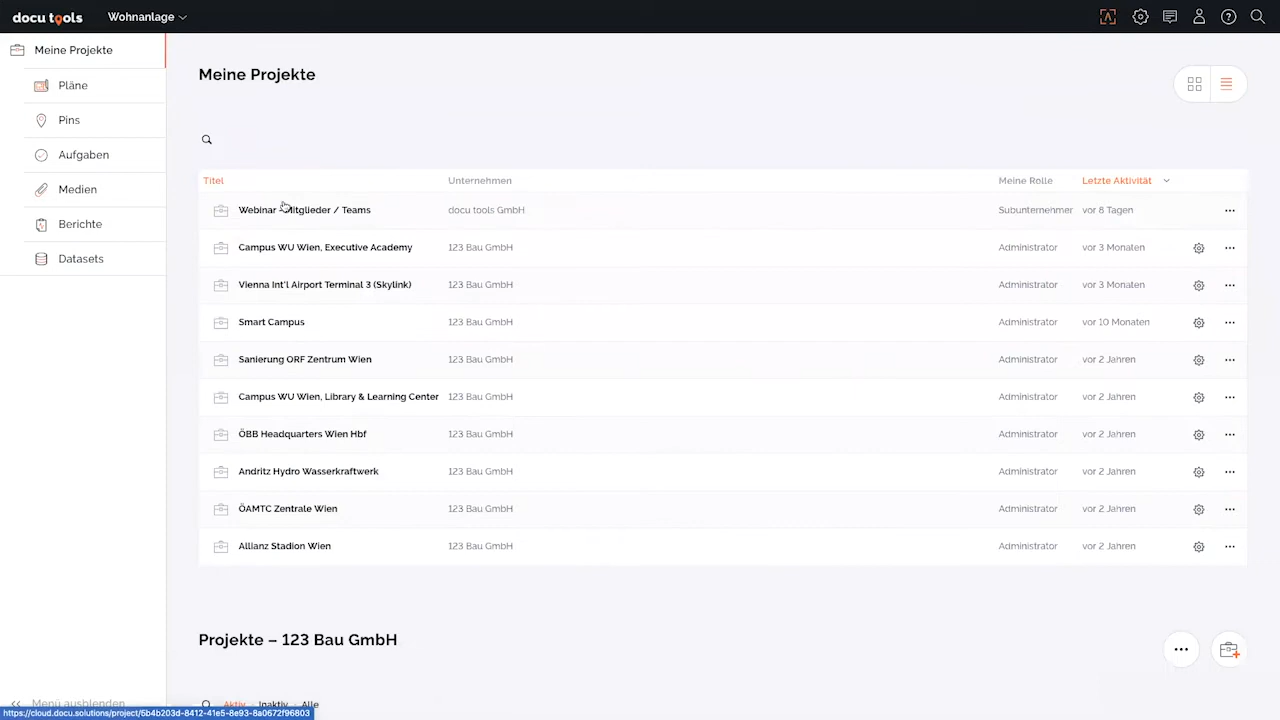 docu tools Wohnanlage
Meine Projekte
Pläne
Pins
Aufgaben
Medien
Berichte
Datasets
Menü ausblenden
Meine Projekte
Titel Unternehmen Meine Rolle Letzte Aktivität
Webinar - Mitglieder / Teams docu tools GmbH Subunternehmer vor 8 Tagen
Campus WU Wien, Executive Academy 123 Bau GmbH Administrator vor 3 Monaten
Vienna Int'l Airport Terminal 3 (Skylink) 123 Bau GmbH Administrator vor 3 Monaten
Smart Campus 123 Bau GmbH Administrator vor 10 Monaten
Sanierung ORF Zentrum Wien 123 Bau GmbH Administrator vor 2 Jahren
Campus WU Wien, Library & Learning Center 123 Bau GmbH Administrator vor 2 Jahren
ÖBB Headquarters Wien Hbf 123 Bau GmbH Administrator vor 2 Jahren
Andritz Hydro Wasserkraftwerk 123 Bau GmbH Administrator vor 2 Jahren
ÖAMTC Zentrale Wien 123 Bau GmbH Administrator vor 2 Jahren
Allianz Stadion Wien 123 Bau GmbH Administrator vor 2 Jahren
Projekte – 123 Bau GmbH
Aktiv · Inaktiv · Alle
https://cloud.docu.solutions/project/5b4b203d-8412-41e5-8e93-8a0672f96803